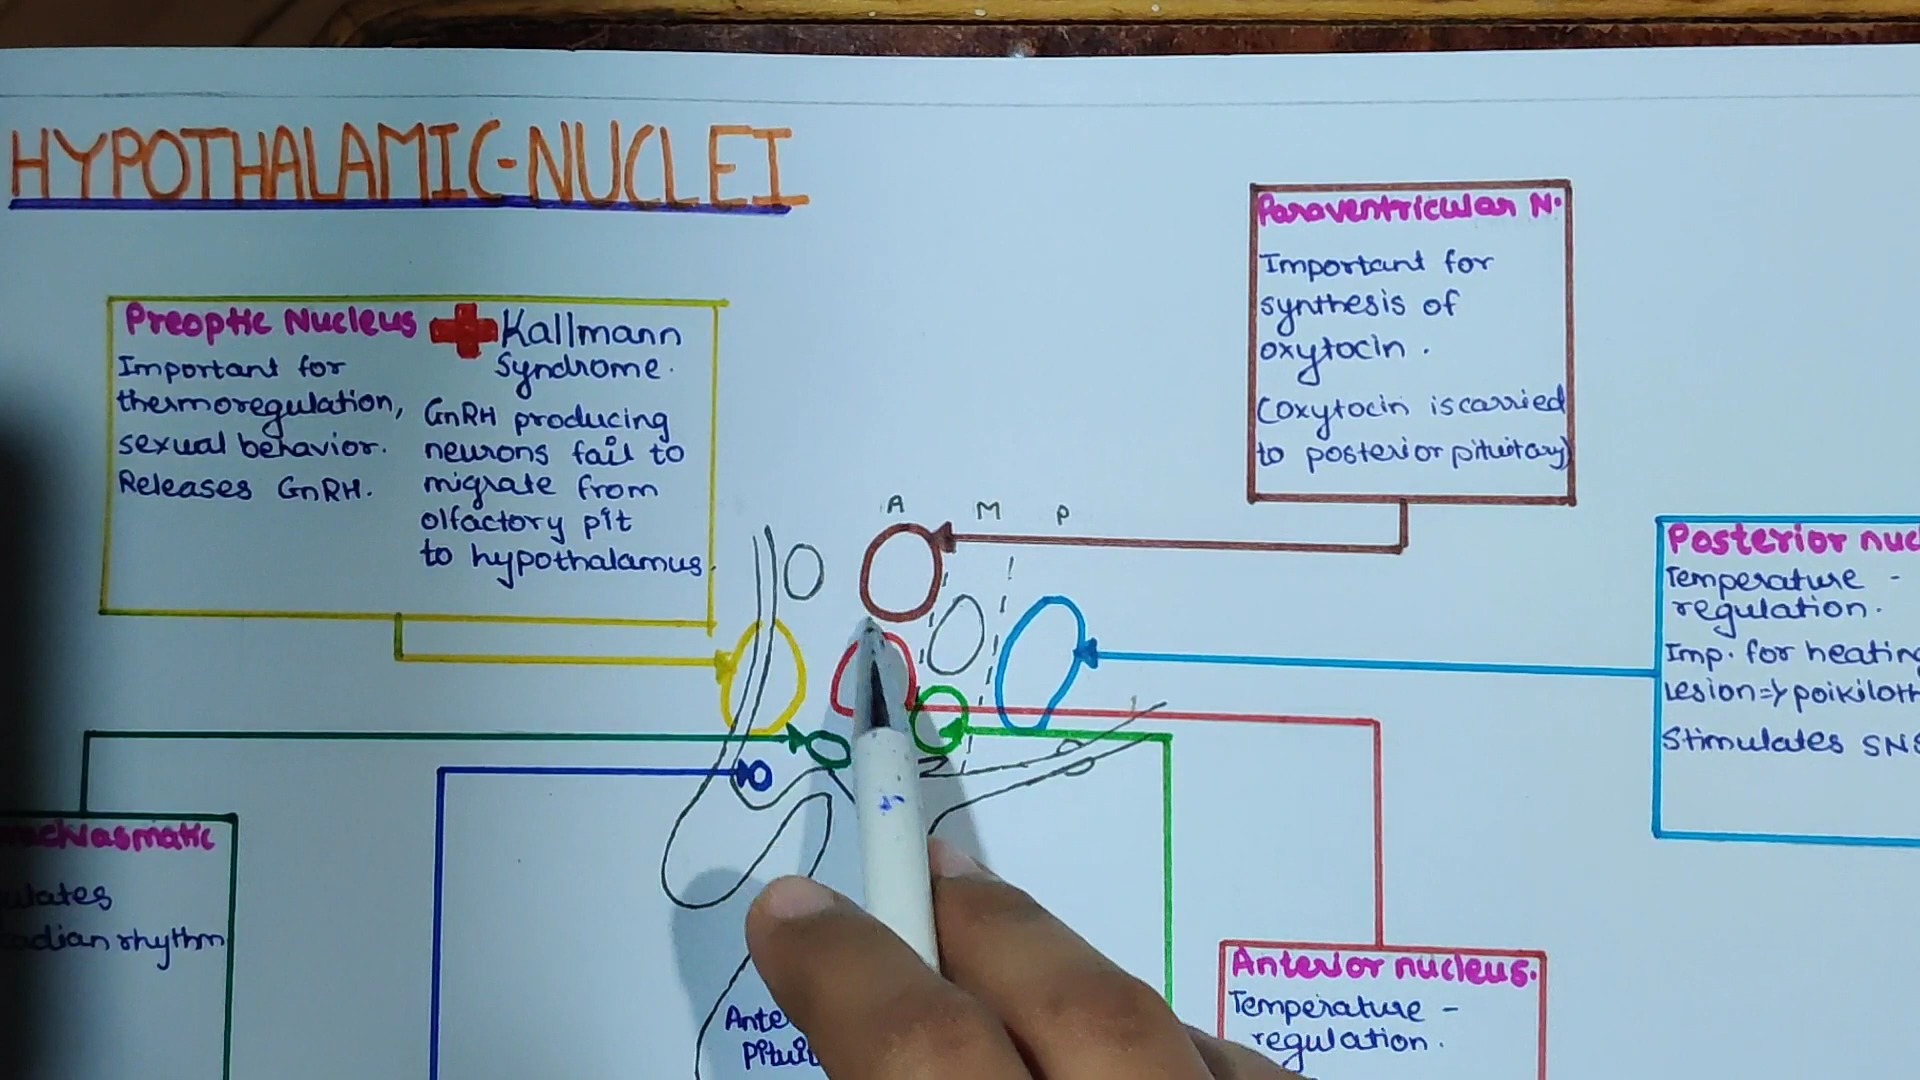 HYPOTHALAMIC-NUCLEI
Preoptic Nucleus
Important for
thermoregulation,
sexual behavior.
Releases GnRH.
Kallmann
Syndrome.
GnRH producing
neurons fail to
migrate from
olfactory pit
to hypothalamus.
Paraventricular N.
Important for
synthesis of
oxytocin.
(oxytocin is carried
to posterior pituitary)
A M P
Posterior
Temperature -
regulation.
Imp. for
Lesion =>
Stimulates
rhythm
Anterior nucleus.
Temperature -
regulation.